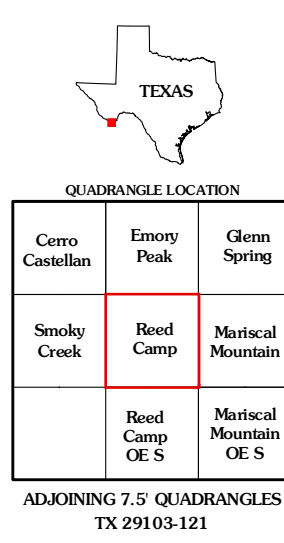 TEXAS
QUADRANGLE LOCATION
Cerro
Castellan
Emory
Peak
Glenn
Spring
Smoky
Creek
Reed
Camp
Mariscal
Mountain
Reed
Camp
OE S
Mariscal
Mountain
OE S
ADJOINING 7.5' QUADRANGLES
TX 29103-121